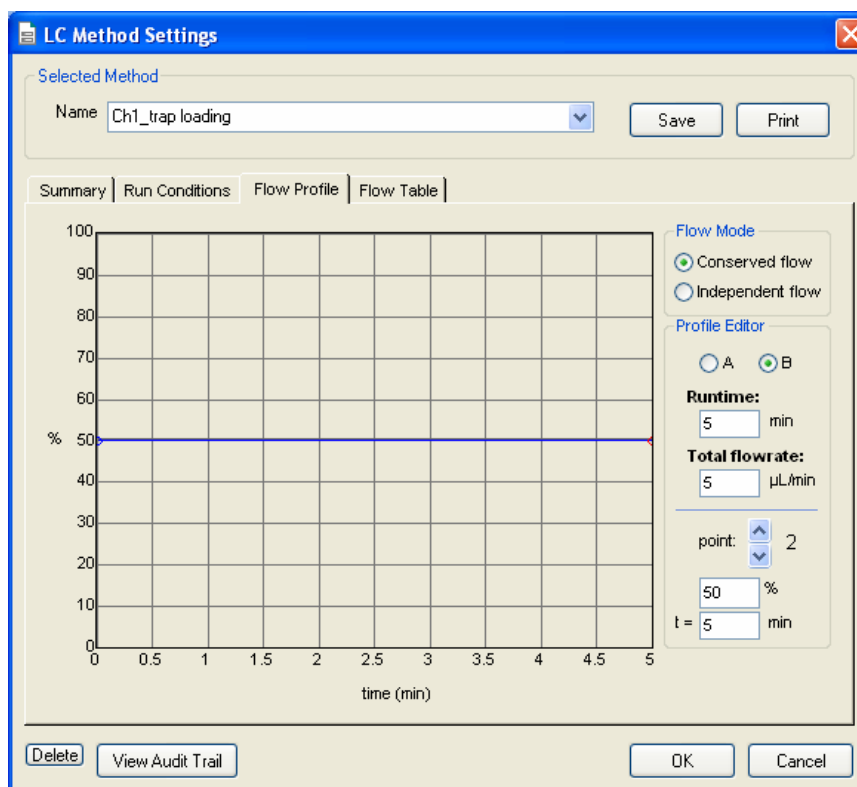 LC Method Settings
Selected Method
Name Ch1_trap loading Save Print
Summary Run Conditions Flow Profile Flow Table
100
90
80
70
60
50
40
30
20
10
0
%
0 0.5 1 1.5 2 2.5 3 3.5 4 4.5 5
time (min)
Flow Mode
Conserved flow
Independent flow
Profile Editor
A B
Runtime:
5 min
Total flowrate:
5 µL/min
point: 2
50 %
t = 5 min
Delete View Audit Trail OK Cancel